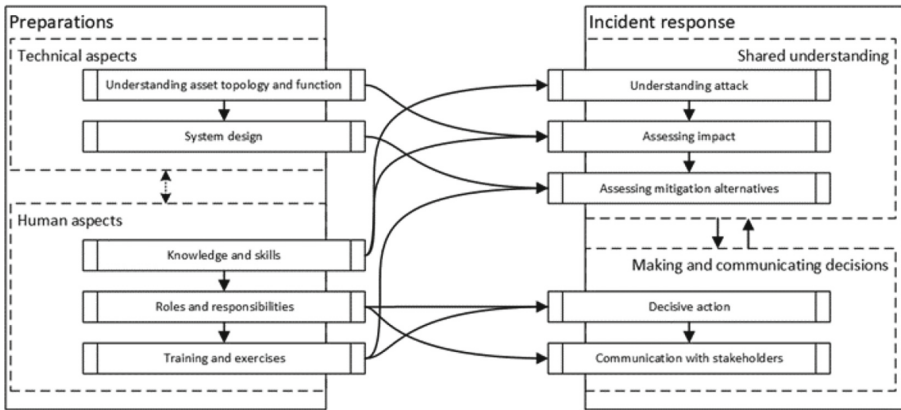 Preparations
Technical aspects
Understanding asset topology and function
System design
Human aspects
Knowledge and skills
Roles and responsibilities
Training and exercises
Incident response
Shared understanding
Understanding attack
Assessing impact
Assessing mitigation alternatives
Making and communicating decisions
Decisive action
Communication with stakeholders